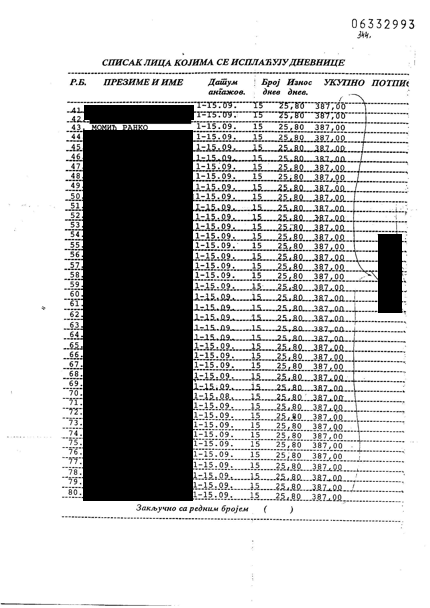 06332993
344.
СПИСАК ЛИЦА КОЈИМА СЕ ИСПЛАЋУЈУ ДНЕВНИЦЕ
Р.Б. ПРЕЗИМЕ И ИМЕ Датум ангажов. Број днев Износ днев. УКУПНО ПОТПИС
41. 1-15.09. 15 25,80 387,00
42. 1-15.09. 15 25,80 387,00
43. МОМИЋ РАНКО 1-15.09. 15 25,80 387,00
44. 1-15.09. 15 25,80 387,00
45. 1-15.09. 15 25,80 387,00
46. 1-15.09. 15 25,80 387,00
47. 1-15.09. 15 25,80 387,00
48. 1-15.09. 15 25,80 387,00
49. 1-15.09. 15 25,80 387,00
50. 1-15.09. 15 25,80 387,00
51. 1-15.09. 15 25,80 387,00
52. 1-15.09. 15 25,80 387,00
53. 1-15.09. 15 25,80 387,00
54. 1-15.09. 15 25,80 387,00
55. 1-15.09. 15 25,80 387,00
56. 1-15.09. 15 25,80 387,00
57. 1-15.09. 15 25,80 387,00
58. 1-15.09. 15 25,80 387,00
59. 1-15.09. 15 25,80 387,00
60. 1-15.09. 15 25,80 387,00
61. 1-15.09. 15 25,80 387,00
62. 1-15.09. 15 25,80 387,00
63. 1-15.09. 15 25,80 387,00
64. 1-15.09. 15 25,80 387,00
65. 1-15.09. 15 25,80 387,00
66. 1-15.09. 15 25,80 387,00
67. 1-15.09. 15 25,80 387,00
68. 1-15.09. 15 25,80 387,00
69. 1-15.09. 15 25,80 387,00
70. 1-15.08. 15 25,80 387,00
71. 1-15.09. 15 25,80 387,00
72. 1-15.09. 15 25,80 387,00
73. 1-15.09. 15 25,80 387,00
74. 1-15.09. 15 25,80 387,00
75. 1-15.09. 15 25,80 387,00
76. 1-15.09. 15 25,80 387,00
77. 1-15.09. 15 25,80 387,00
78. 1-15.09. 15 25,80 387,00
79. 1-15.09. 15 25,80 387,00
80. 1-15.09. 15 25,80 387,00
Закључно са редним бројем ( )